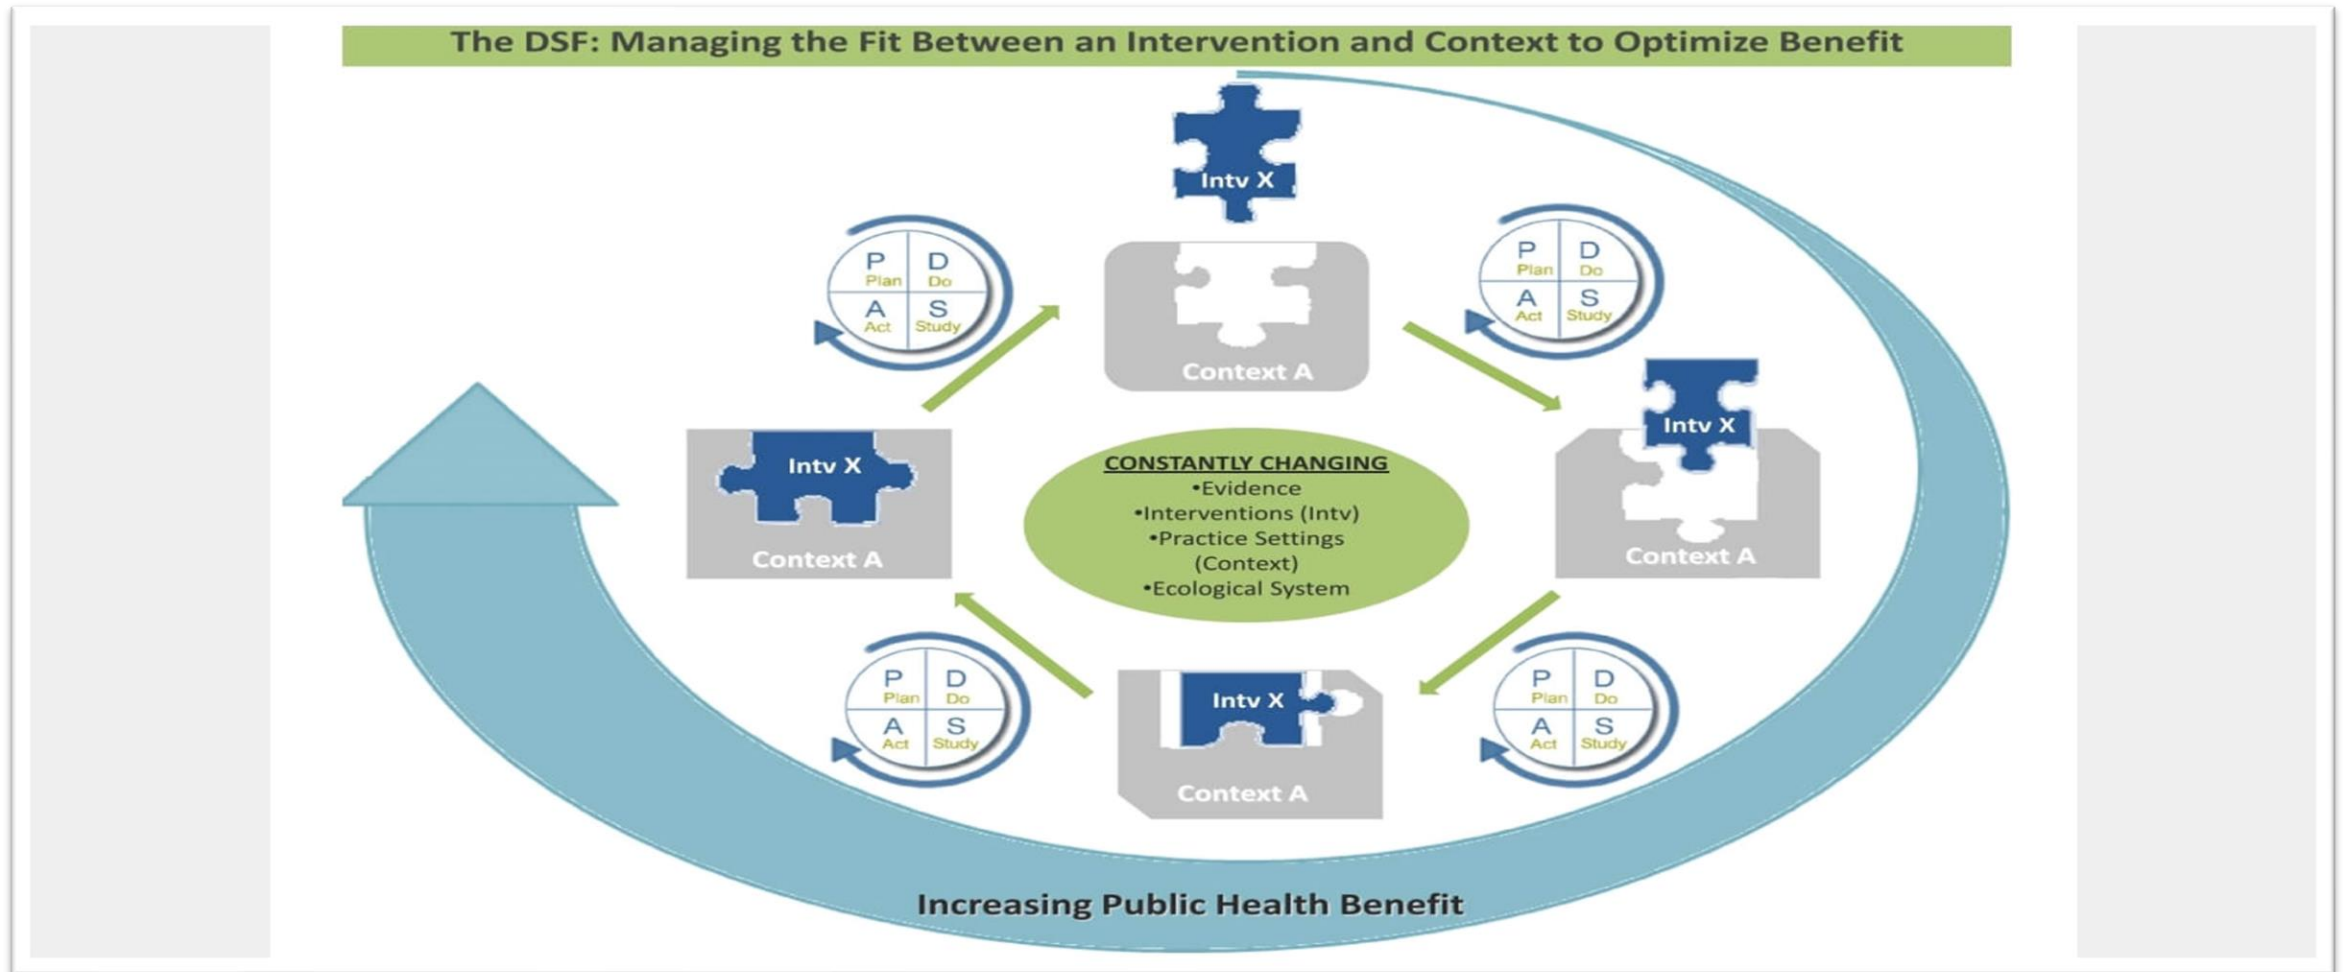 The DSF: Managing the Fit Between an Intervention and Context to Optimize Benefit
Intv X
Context A
P D
Plan Do
A S
Act Study
P D
Plan Do
A S
Act Study
Intv X
Context A
Intv X
Context A
CONSTANTLY CHANGING
•Evidence
•Interventions (Intv)
•Practice Settings
(Context)
•Ecological System
P D
Plan Do
A S
Act Study
Intv X
Context A
P D
Plan Do
A S
Act Study
Increasing Public Health Benefit